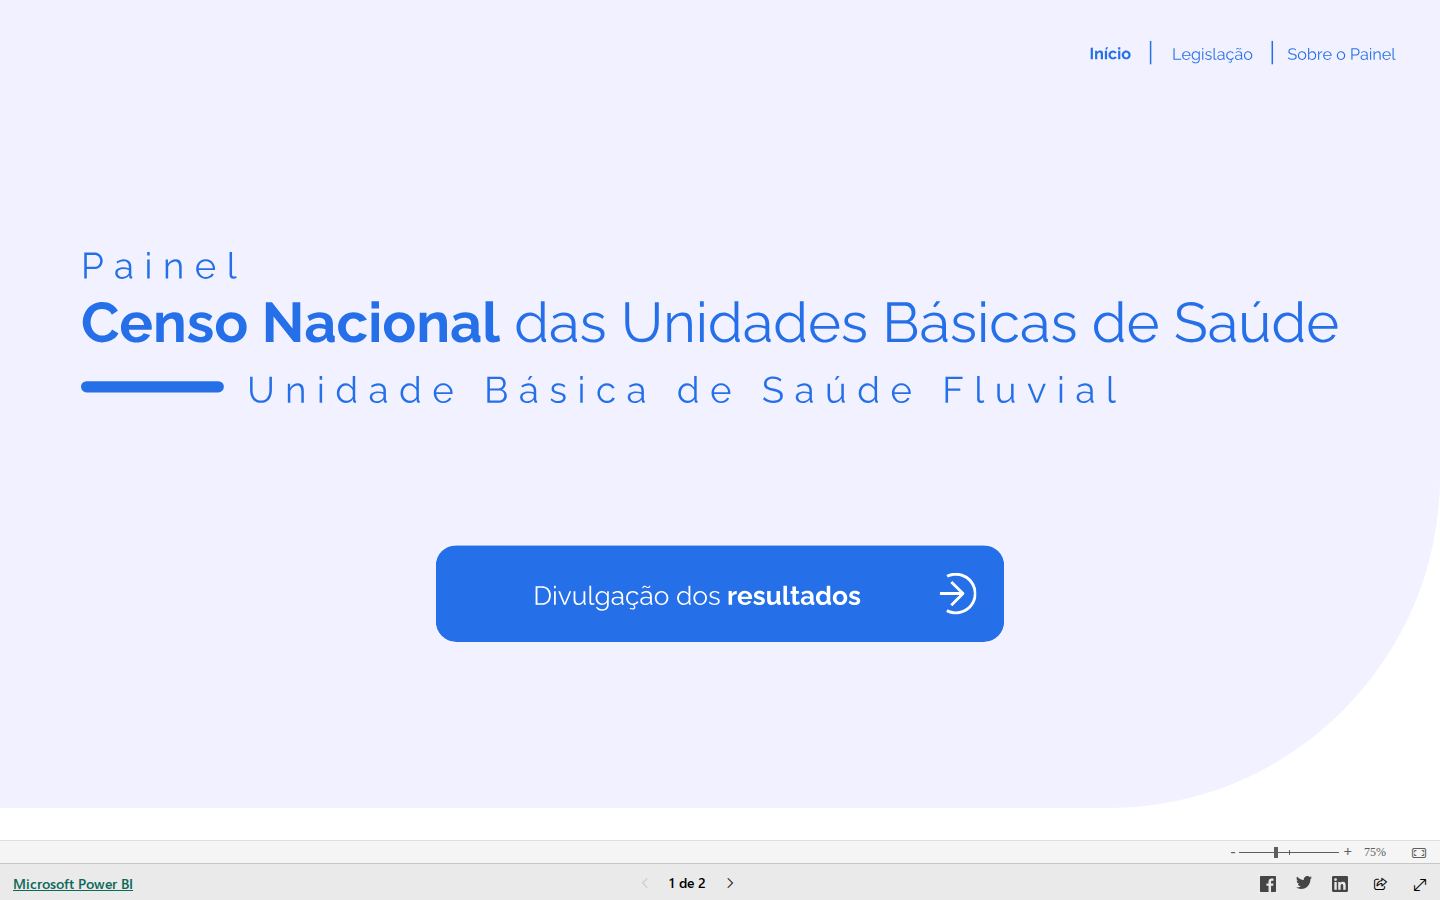 Início | Legislação | Sobre o Painel
Painel
Censo Nacional das Unidades Básicas de Saúde
Unidade Básica de Saúde Fluvial
Divulgação dos resultados
- + 75%
Microsoft Power BI
1 de 2